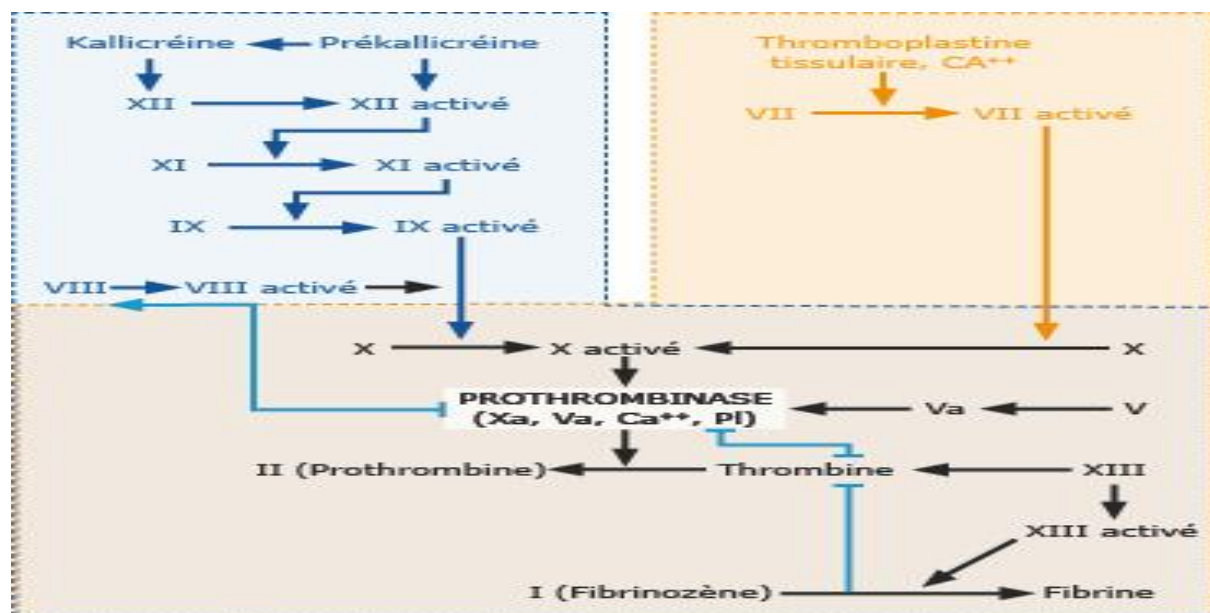 Kallicréine Prékallicréine
XII XII activé
XI XI activé
IX IX activé
VIII VIII activé
Thromboplastine
tissulaire, CA⁺⁺
VII VII activé
X X activé X
PROTHROMBINASE
(Xa, Va, Ca⁺⁺, Pl)
Va V
II (Prothrombine) Thrombine XIII
XIII activé
I (Fibrinozène) Fibrine